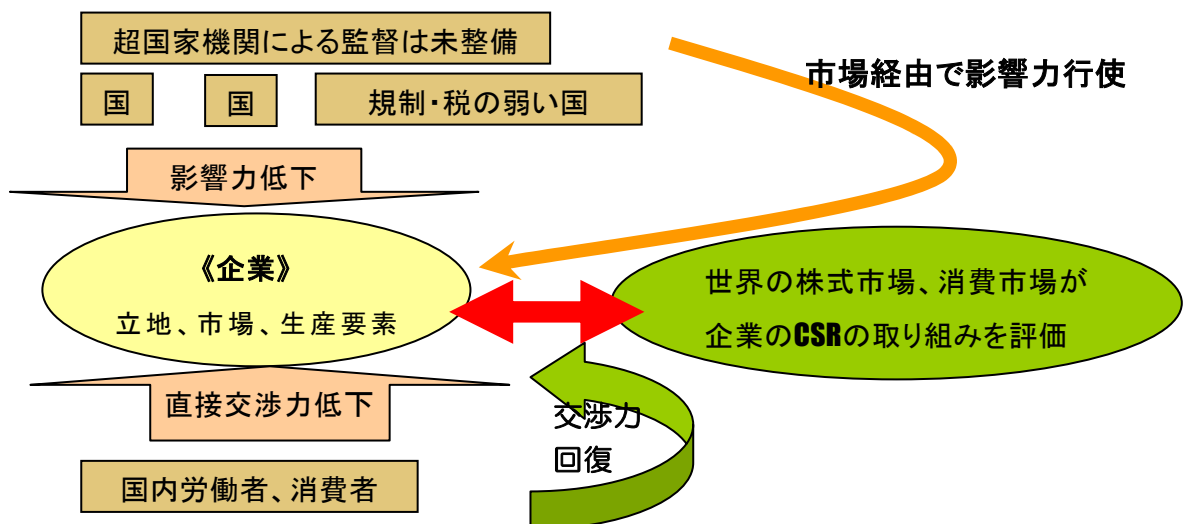 超国家機関による監督は未整備
市場経由で影響力行使
国
国
規制・税の弱い国
影響力低下
《企業》
立地、市場、生産要素
世界の株式市場、消費市場が
企業のCSRの取り組みを評価
直接交渉力低下
交渉力
回復
国内労働者、消費者